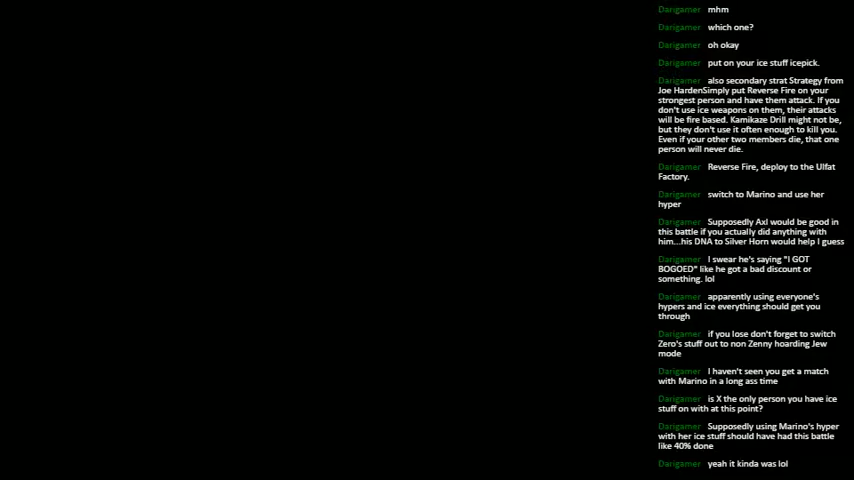 Darigamer mhm
Darigamer which one?
Darigamer oh okay
Darigamer put on your ice stuff icepick.
Darigamer also secondary strat Strategy from
Joe HardenSimply put Reverse Fire on your
strongest person and have them attack. If you
don't use ice weapons on them, their attacks
will be fire based. Kamikaze Drill might not be,
but they don't use it often enough to kill you.
Even if your other two members die, that one
person will never die.
Darigamer Reverse Fire, deploy to the Ulfat
Factory.
Darigamer switch to Marino and use her
hyper
Darigamer Supposedly Axl would be good in
this battle if you actually did anything with
him...his DNA to Silver Horn would help I guess
Darigamer I swear he's saying "I GOT
BOGOED" like he got a bad discount or
something. lol
Darigamer apparently using everyone's
hypers and ice everything should get you
through
Darigamer if you lose don't forget to switch
Zero's stuff out to non Zenny hoarding Jew
mode
Darigamer I haven't seen you get a match
with Marino in a long ass time
Darigamer is X the only person you have ice
stuff on with at this point?
Darigamer Supposedly using Marino's hyper
with her ice stuff should have had this battle
like 40% done
Darigamer yeah it kinda was lol